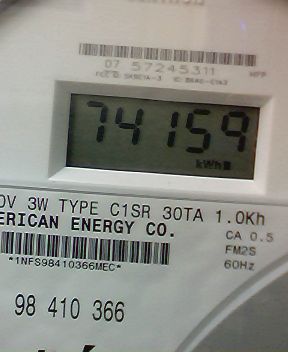 07 57245311
74159
kWh
0V 3W TYPE C1SR 30TA 1.0Kh
ERICAN ENERGY CO.
CA 0.5
FM2S
60Hz
*1NFS98410366MEC*
98 410 366